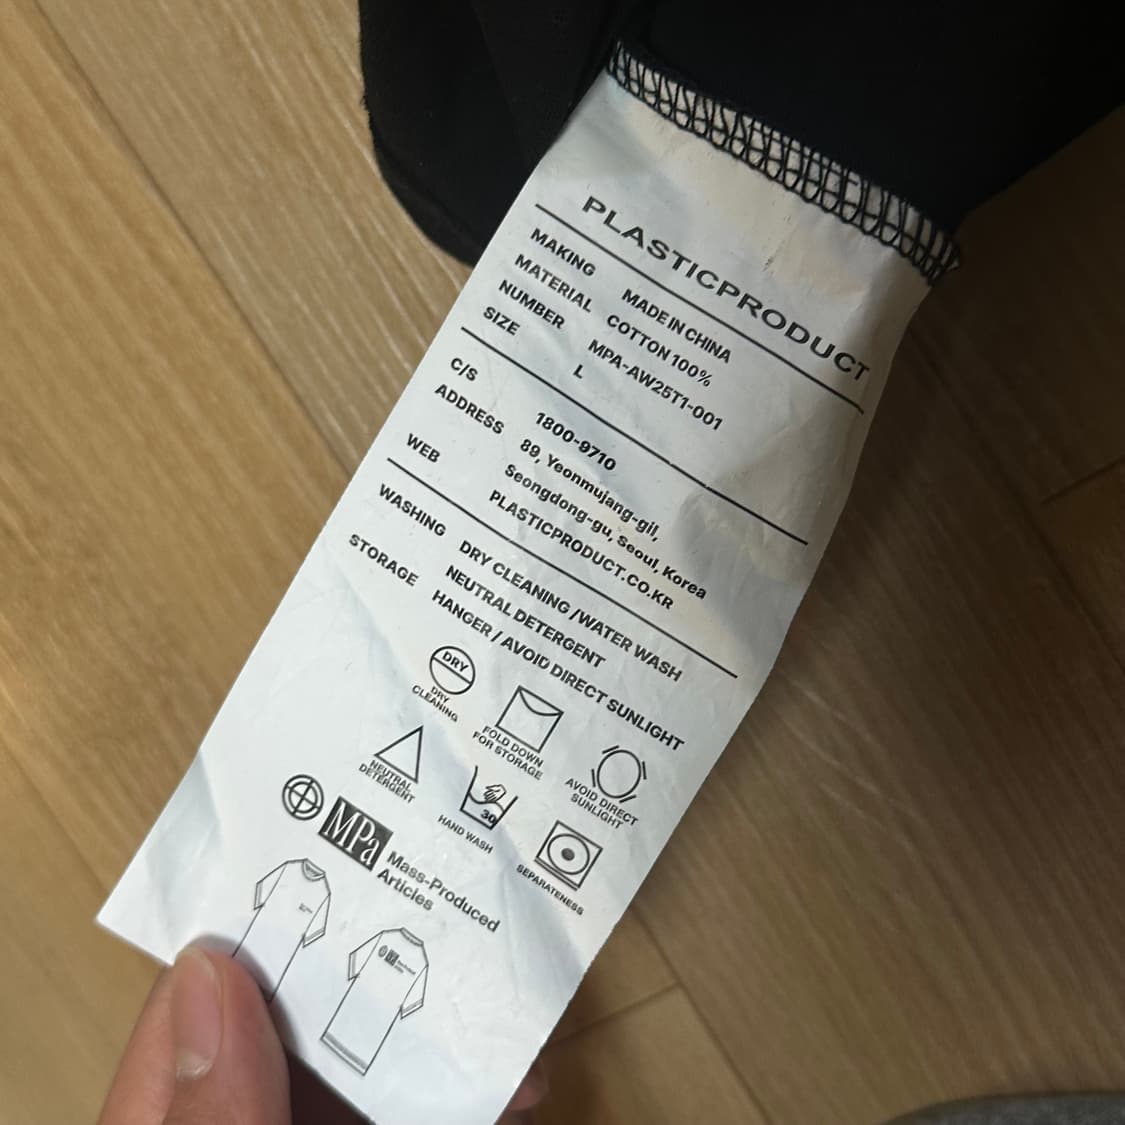 PLASTICPRODUCT
MAKING MADE IN CHINA
MATERIAL COTTON 100%
NUMBER MPA-AW25T1-001
SIZE L
C/S 1800-9710
ADDRESS 89, Yeonmujang-gil,
Seongdong-gu, Seoul, Korea
WEB PLASTICPRODUCT.CO.KR
WASHING DRY CLEANING / WATER WASH
NEUTRAL DETERGENT
STORAGE HANGER / AVOID DIRECT SUNLIGHT
DRY
DRY
CLEANING
FOLD DOWN
FOR STORAGE
AVOID DIRECT
SUNLIGHT
NEUTRAL
DETERGENT
30
HAND WASH
SEPARATENESS
MPa
Mass-Produced
Articles